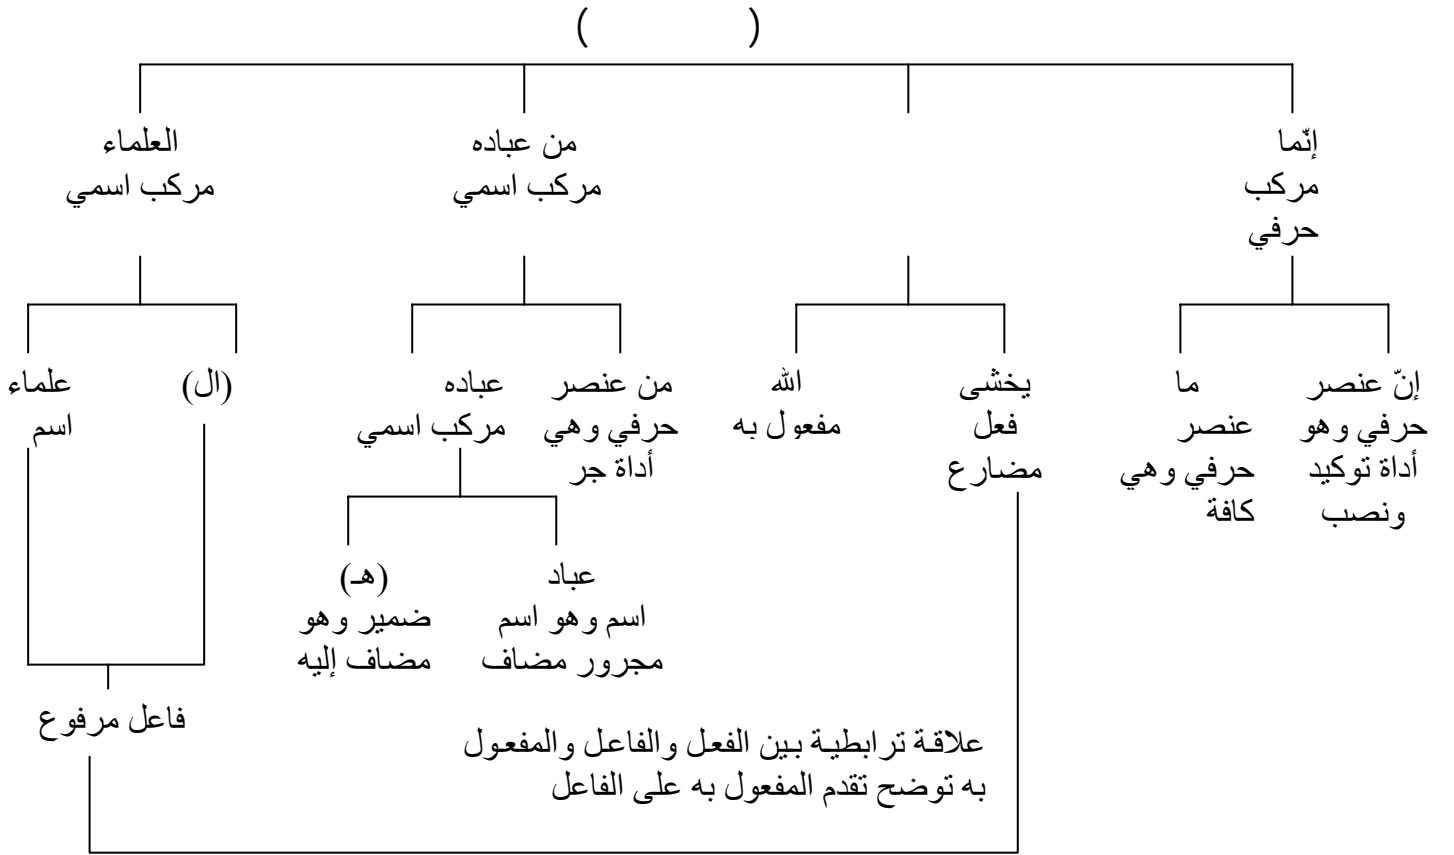 ( )
إنّما
مركب
حرفي
من عباده
مركب اسمي
العلماء
مركب اسمي
إنّ عنصر
حرفي وهو
أداة توكيد
ونصب
ما
عنصر
حرفي وهي
كافة
يخشى
فعل
مضارع
الله
مفعول به
من عنصر
حرفي وهي
أداة جر
عباده
مركب اسمي
(ال)
علماء
اسم
عباد
اسم وهو اسم
مجرور مضاف
(هـ)
ضمير وهو
مضاف إليه
فاعل مرفوع
علاقة ترابطية بين الفعل والفاعل والمفعول
به توضح تقدم المفعول به على الفاعل